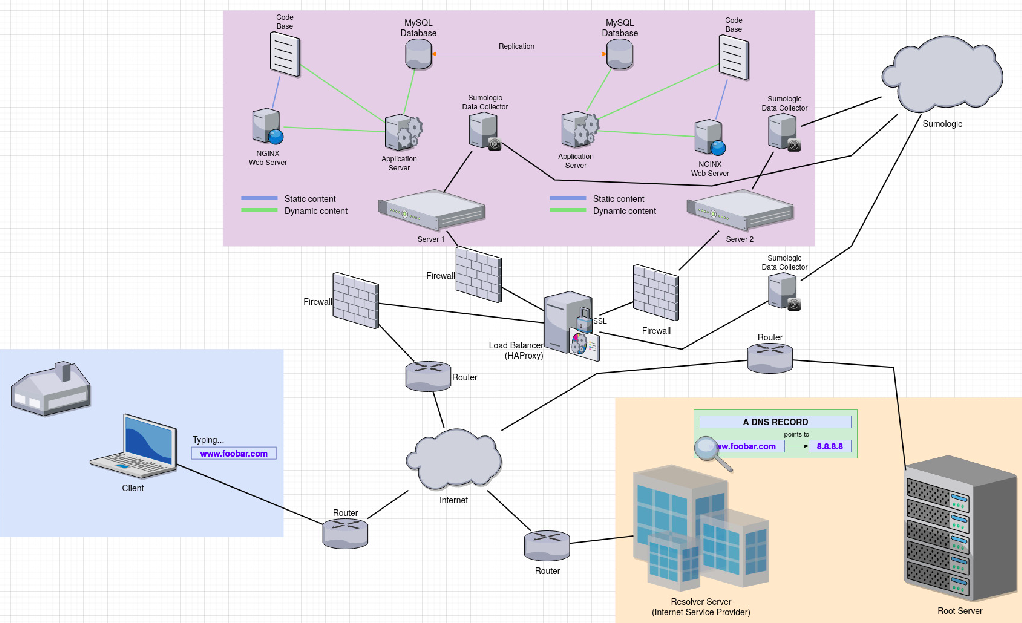 Code
Base
MySQL
Database
Replication
MySQL
Database
Code
Base
Sumologic
Data Collector
Sumologic
Data Collector
Sumologic
NGINX
Web Server
Application
Server
Application
Server
NGINX
Web Server
Static content
Dynamic content
Static content
Dynamic content
Server 1
Server 2
Firewall
Firewall
Firewall
SSL
Load Balancer
(HAProxy)
Sumologic
Data Collector
Router
Router
Typing...
www.foobar.com
Client
Internet
Router
Router
A DNS RECORD
points to
ww.foobar.com
8.8.8.8
Resolver Server
(Internet Service Provider)
Root Server